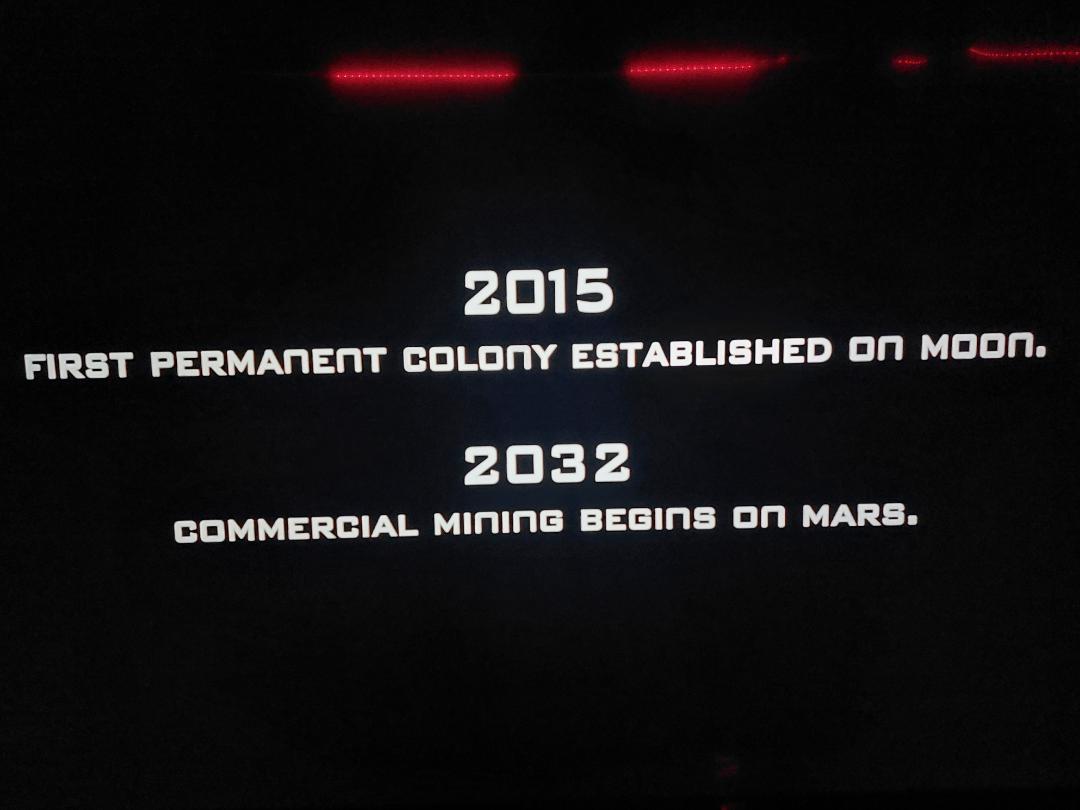 2015
FIRST PERMANENT COLONY ESTABLISHED ON MOON.
2032
COMMERCIAL MINING BEGINS ON MARS.